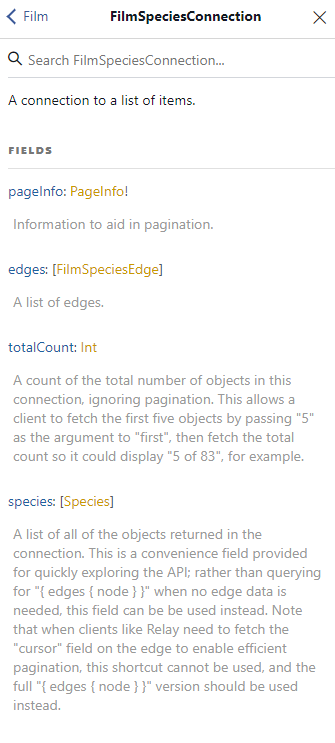 Film FilmSpeciesConnection
Search FilmSpeciesConnection...
A connection to a list of items.
FIELDS
pageInfo: PageInfo!
Information to aid in pagination.
edges: [FilmSpeciesEdge]
A list of edges.
totalCount: Int
A count of the total number of objects in this
connection, ignoring pagination. This allows a
client to fetch the first five objects by passing "5"
as the argument to "first", then fetch the total
count so it could display "5 of 83", for example.
species: [Species]
A list of all of the objects returned in the
connection. This is a convenience field provided
for quickly exploring the API; rather than querying
for "{ edges { node } }" when no edge data is
needed, this field can be be used instead. Note
that when clients like Relay need to fetch the
"cursor" field on the edge to enable efficient
pagination, this shortcut cannot be used, and the
full "{ edges { node } }" version should be used
instead.